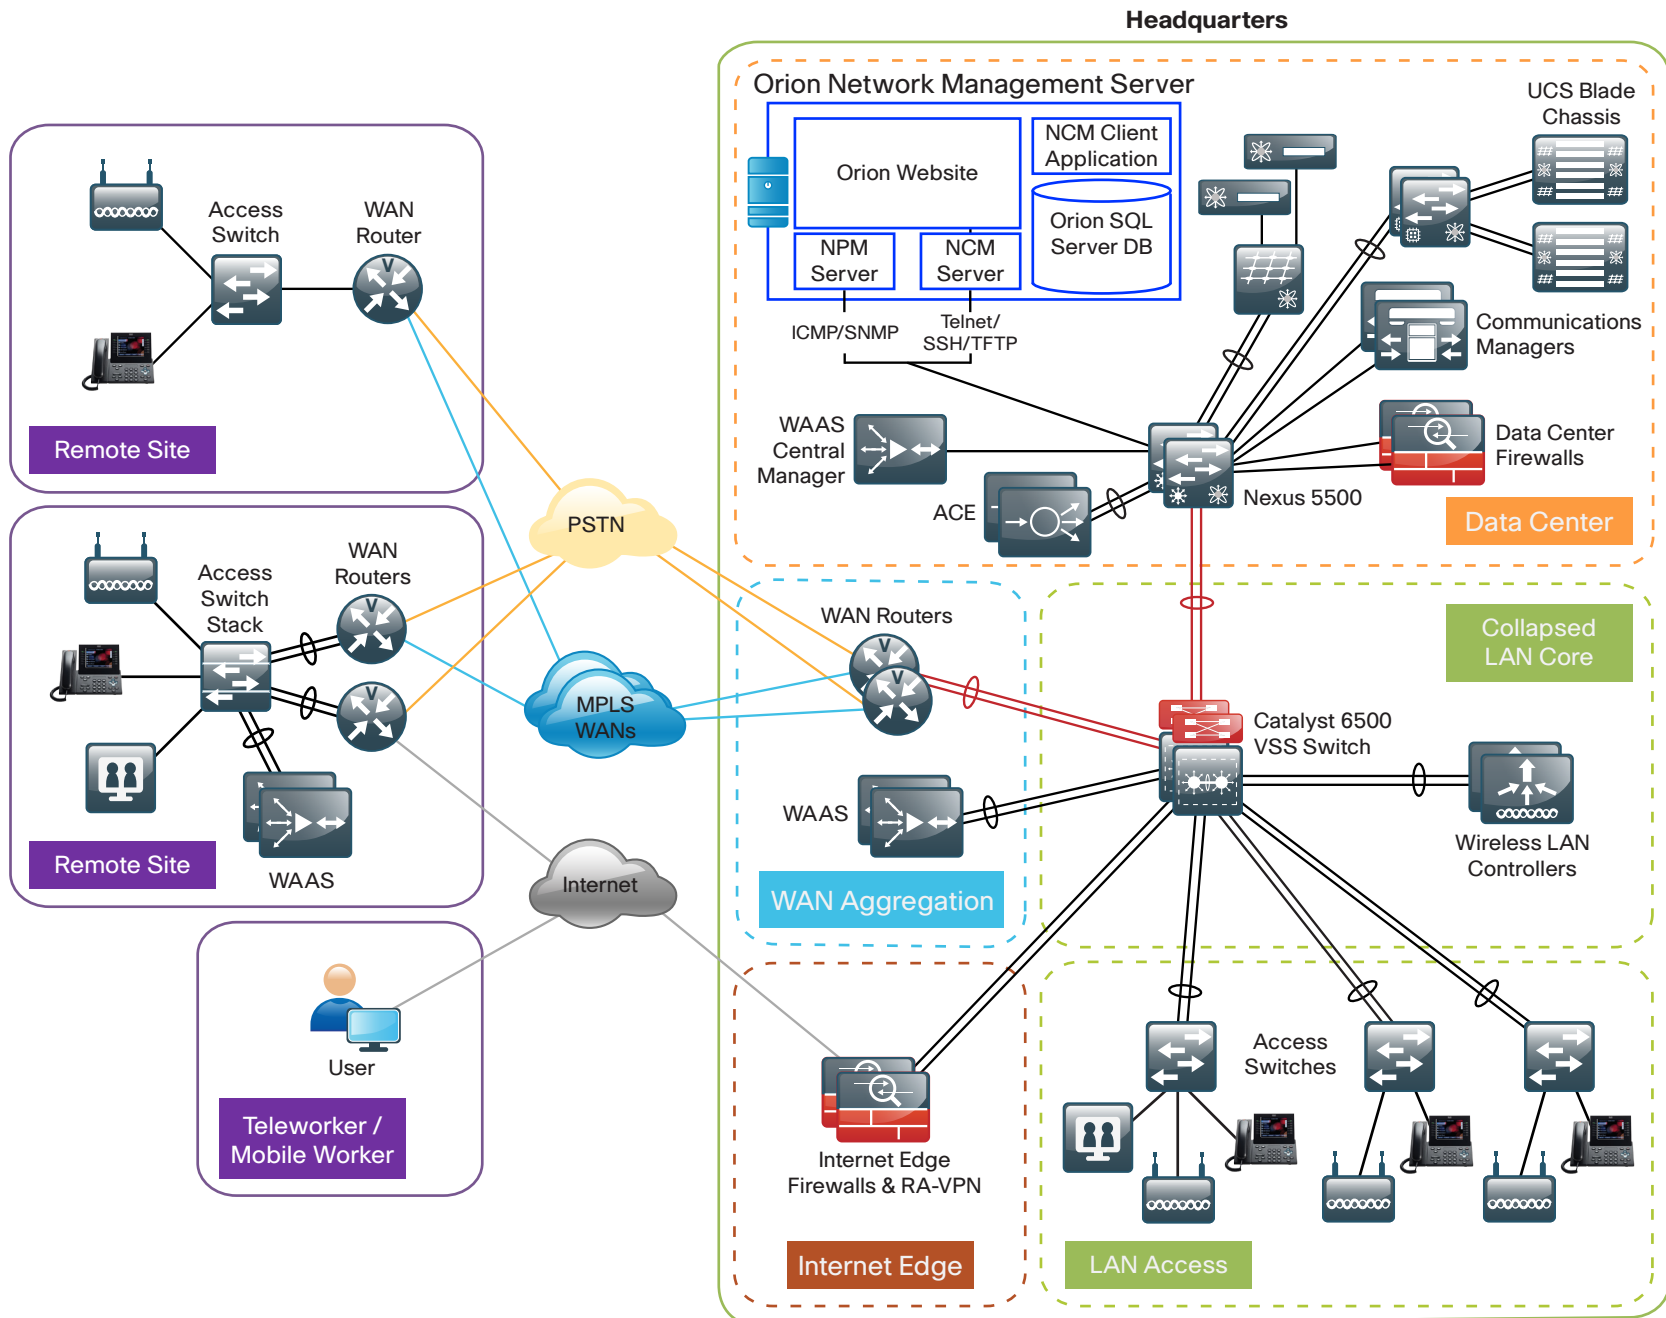 Headquarters
Orion Network Management Server
UCS Blade
Chassis
Orion Website
NCM Client
Application
Orion SQL
Server DB
NPM
Server
NCM
Server
ICMP/SNMP
Telnet/
SSH/TFTP
Communications
Managers
WAAS
Central
Manager
Data Center
Firewalls
ACE
Nexus 5500
Data Center
Access
Switch
WAN
Router
V
Remote Site
PSTN
WAN
Routers
Access
Switch
Stack
V
V
MPLS
WANs
WAAS
Remote Site
Internet
User
Teleworker /
Mobile Worker
WAN Routers
V
V
WAAS
WAN Aggregation
Collapsed
LAN Core
Catalyst 6500
VSS Switch
Wireless LAN
Controllers
Internet Edge
Firewalls & RA-VPN
Internet Edge
Access
Switches
LAN Access